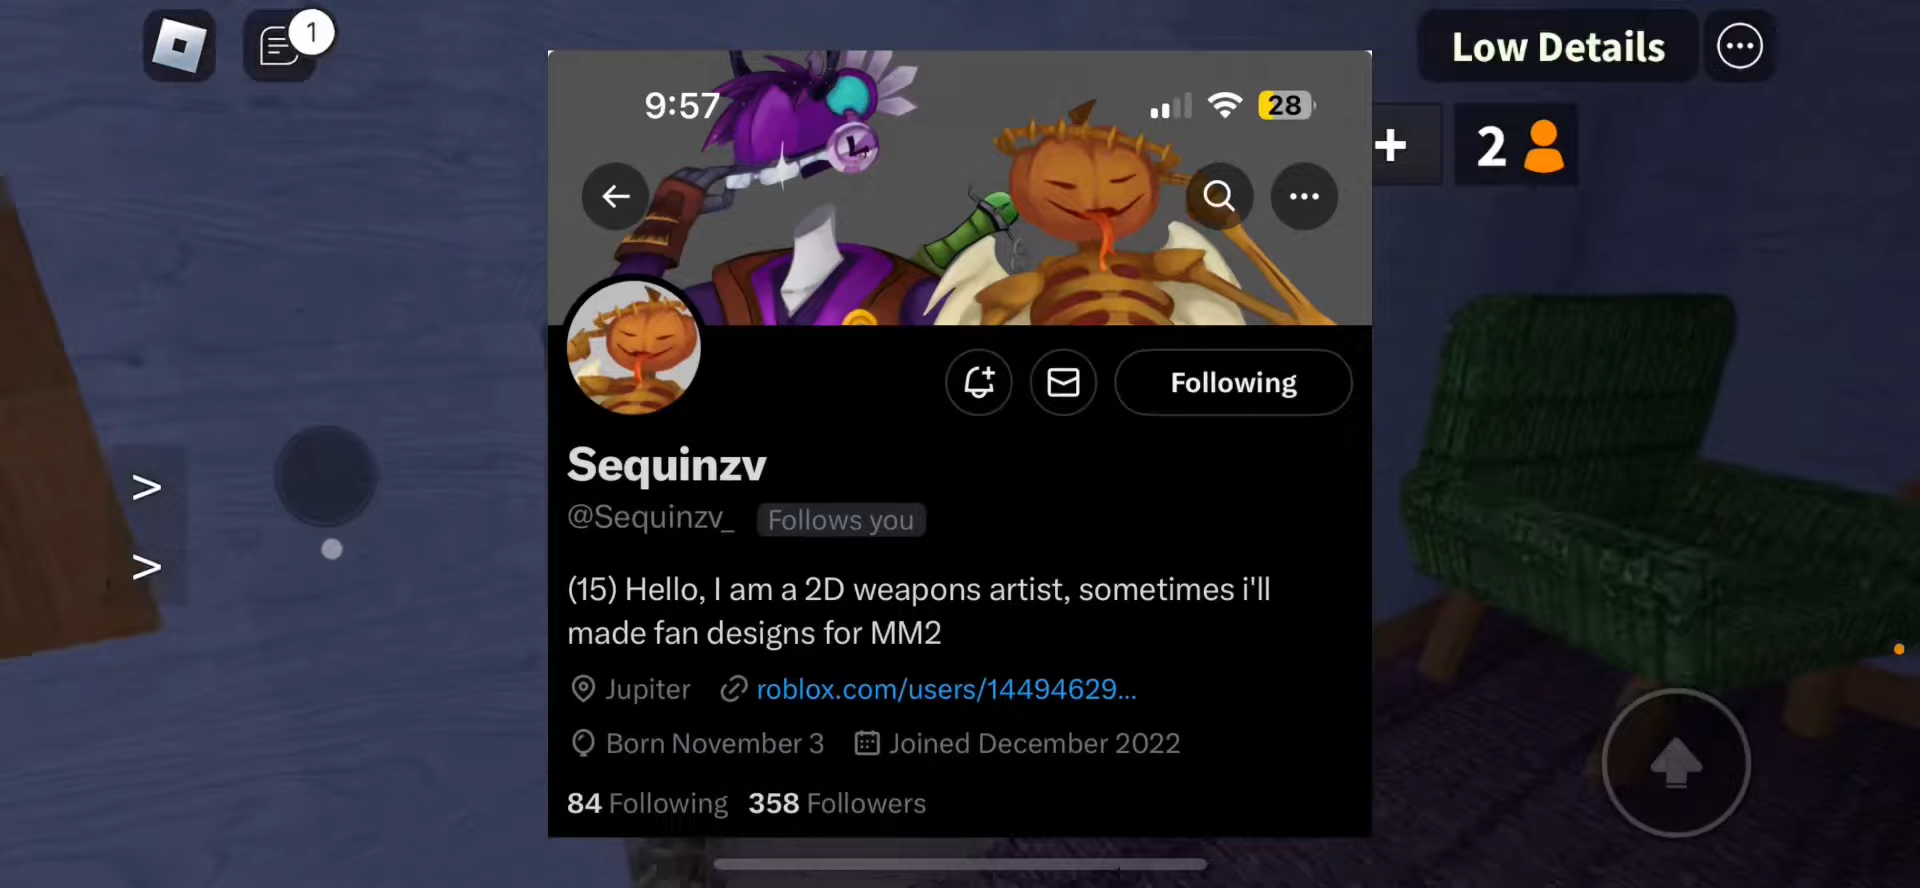 1
Low Details
9:57
28
+
2
Following
Sequinzv
@Sequinzv_ Follows you
(15) Hello, I am a 2D weapons artist, sometimes i'll
made fan designs for MM2
Jupiter roblox.com/users/14494629...
Born November 3 Joined December 2022
84 Following 358 Followers
>
>